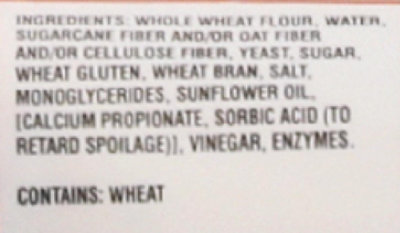 INGREDIENTS: WHOLE WHEAT FLOUR, WATER,
SUGARCANE FIBER AND/OR OAT FIBER
AND/OR CELLULOSE FIBER, YEAST, SUGAR,
WHEAT GLUTEN, WHEAT BRAN, SALT,
MONOGLYCERIDES, SUNFLOWER OIL,
[CALCIUM PROPIONATE, SORBIC ACID (TO
RETARD SPOILAGE)], VINEGAR, ENZYMES.
CONTAINS: WHEAT